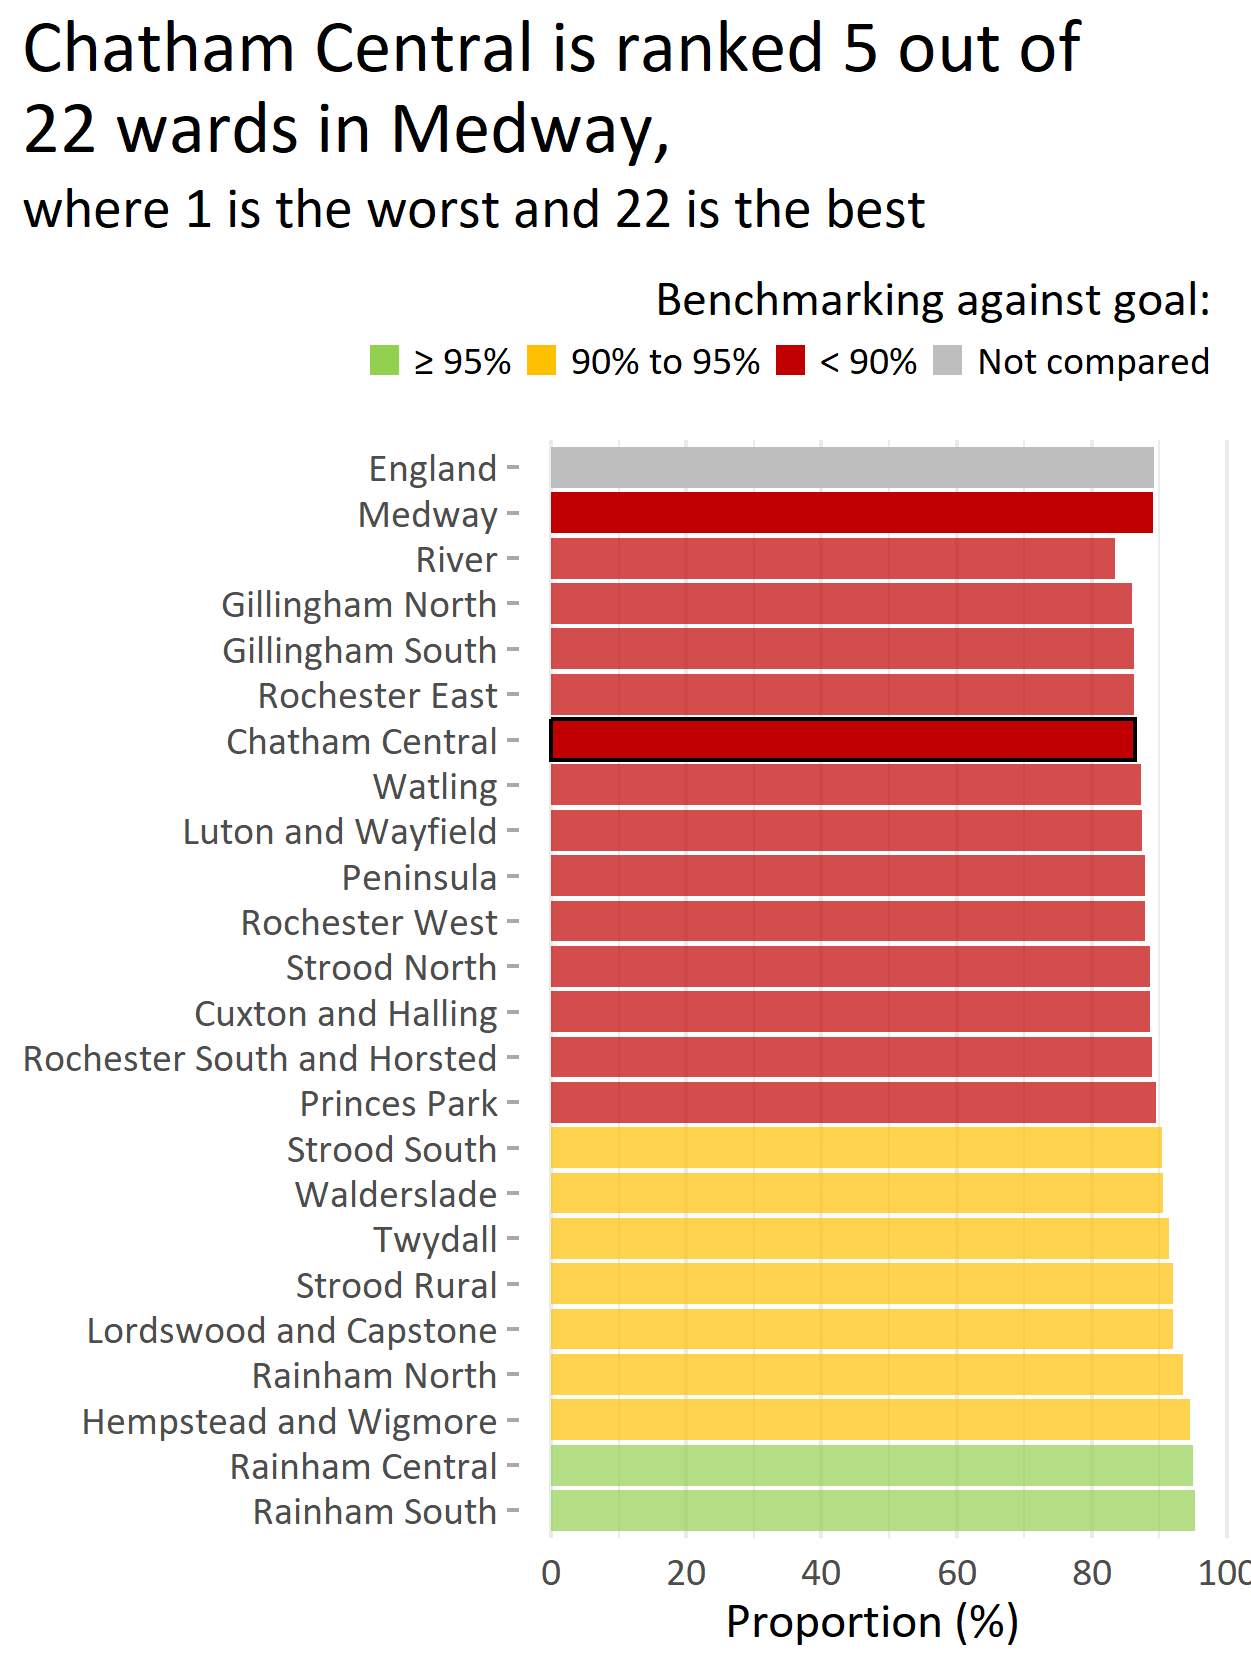 Chatham Central is ranked 5 out of
22 wards in Medway,
where 1 is the worst and 22 is the best
Benchmarking against goal:
≥ 95% 90% to 95% < 90% Not compared
England
Medway
River
Gillingham North
Gillingham South
Rochester East
Chatham Central
Watling
Luton and Wayfield
Peninsula
Rochester West
Strood North
Cuxton and Halling
Rochester South and Horsted
Princes Park
Strood South
Walderslade
Twydall
Strood Rural
Lordswood and Capstone
Rainham North
Hempstead and Wigmore
Rainham Central
Rainham South
0 20 40 60 80 100
Proportion (%)